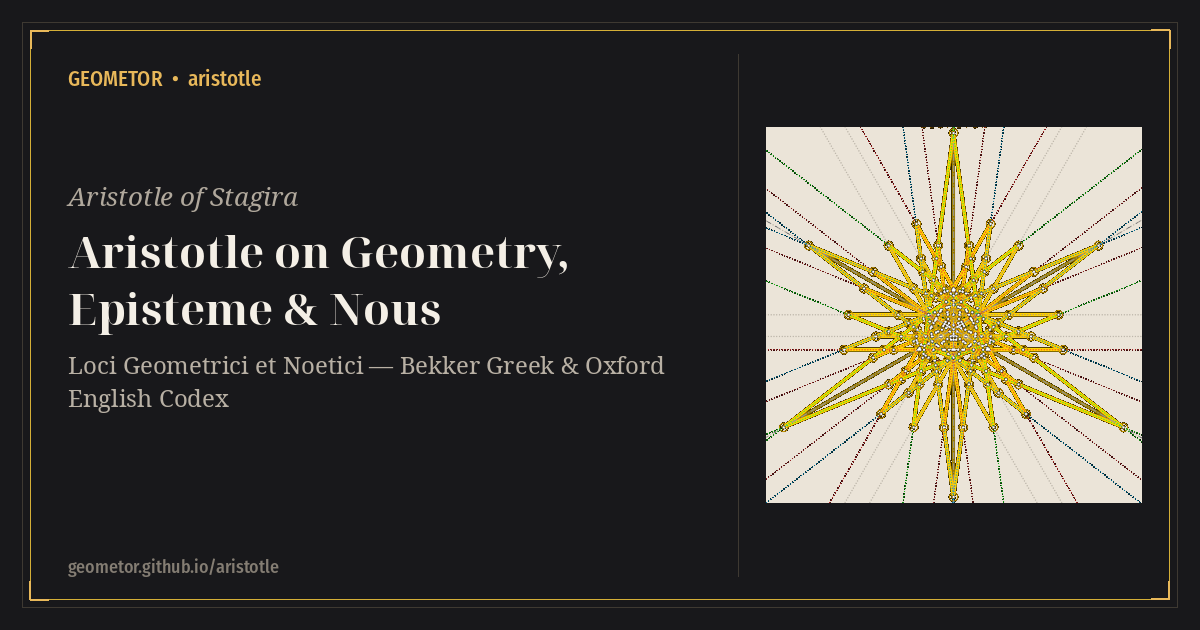 GEOMETOR • aristotle
Aristotle of Stagira
Aristotle on Geometry,
Episteme & Nous
Loci Geometrici et Noetici — Bekker Greek & Oxford
English Codex
geometor.github.io/aristotle